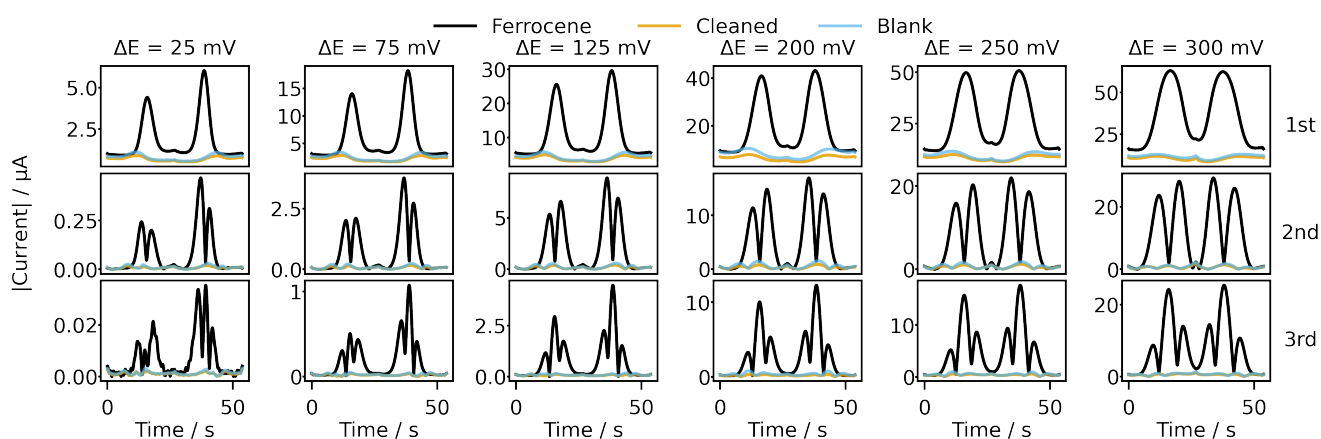 Ferrocene Cleaned Blank
ΔE = 25 mV ΔE = 75 mV ΔE = 125 mV ΔE = 200 mV ΔE = 250 mV ΔE = 300 mV
5.0 2.5 15 10 5 30 20 10 40 20 50 25 50 25 1st
|Current| / μA
0.25 0.00 2.5 0.0 5 0 10 0 20 0 20 0 2nd
0.02 0.00 1 0 2.5 0.0 10 0 10 0 20 0 3rd
0 50 0 50 0 50 0 50 0 50 0 50
Time / s Time / s Time / s Time / s Time / s Time / s